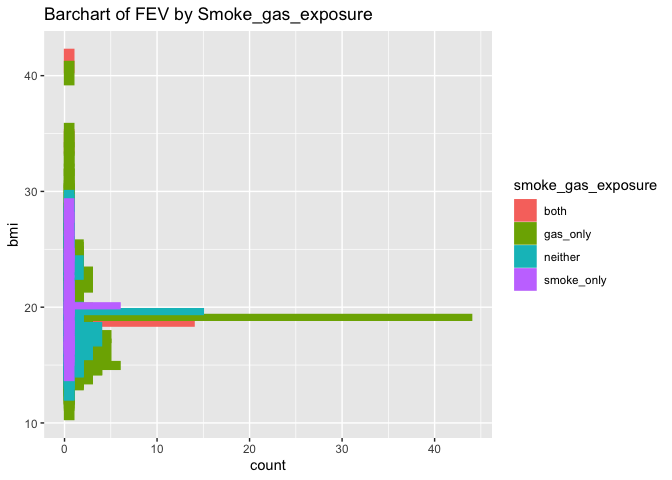 Barchart of FEV by Smoke_gas_exposure
40
30
20
10
bmi
0
10
20
30
40
count
smoke_gas_exposure
both
gas_only
neither
smoke_only